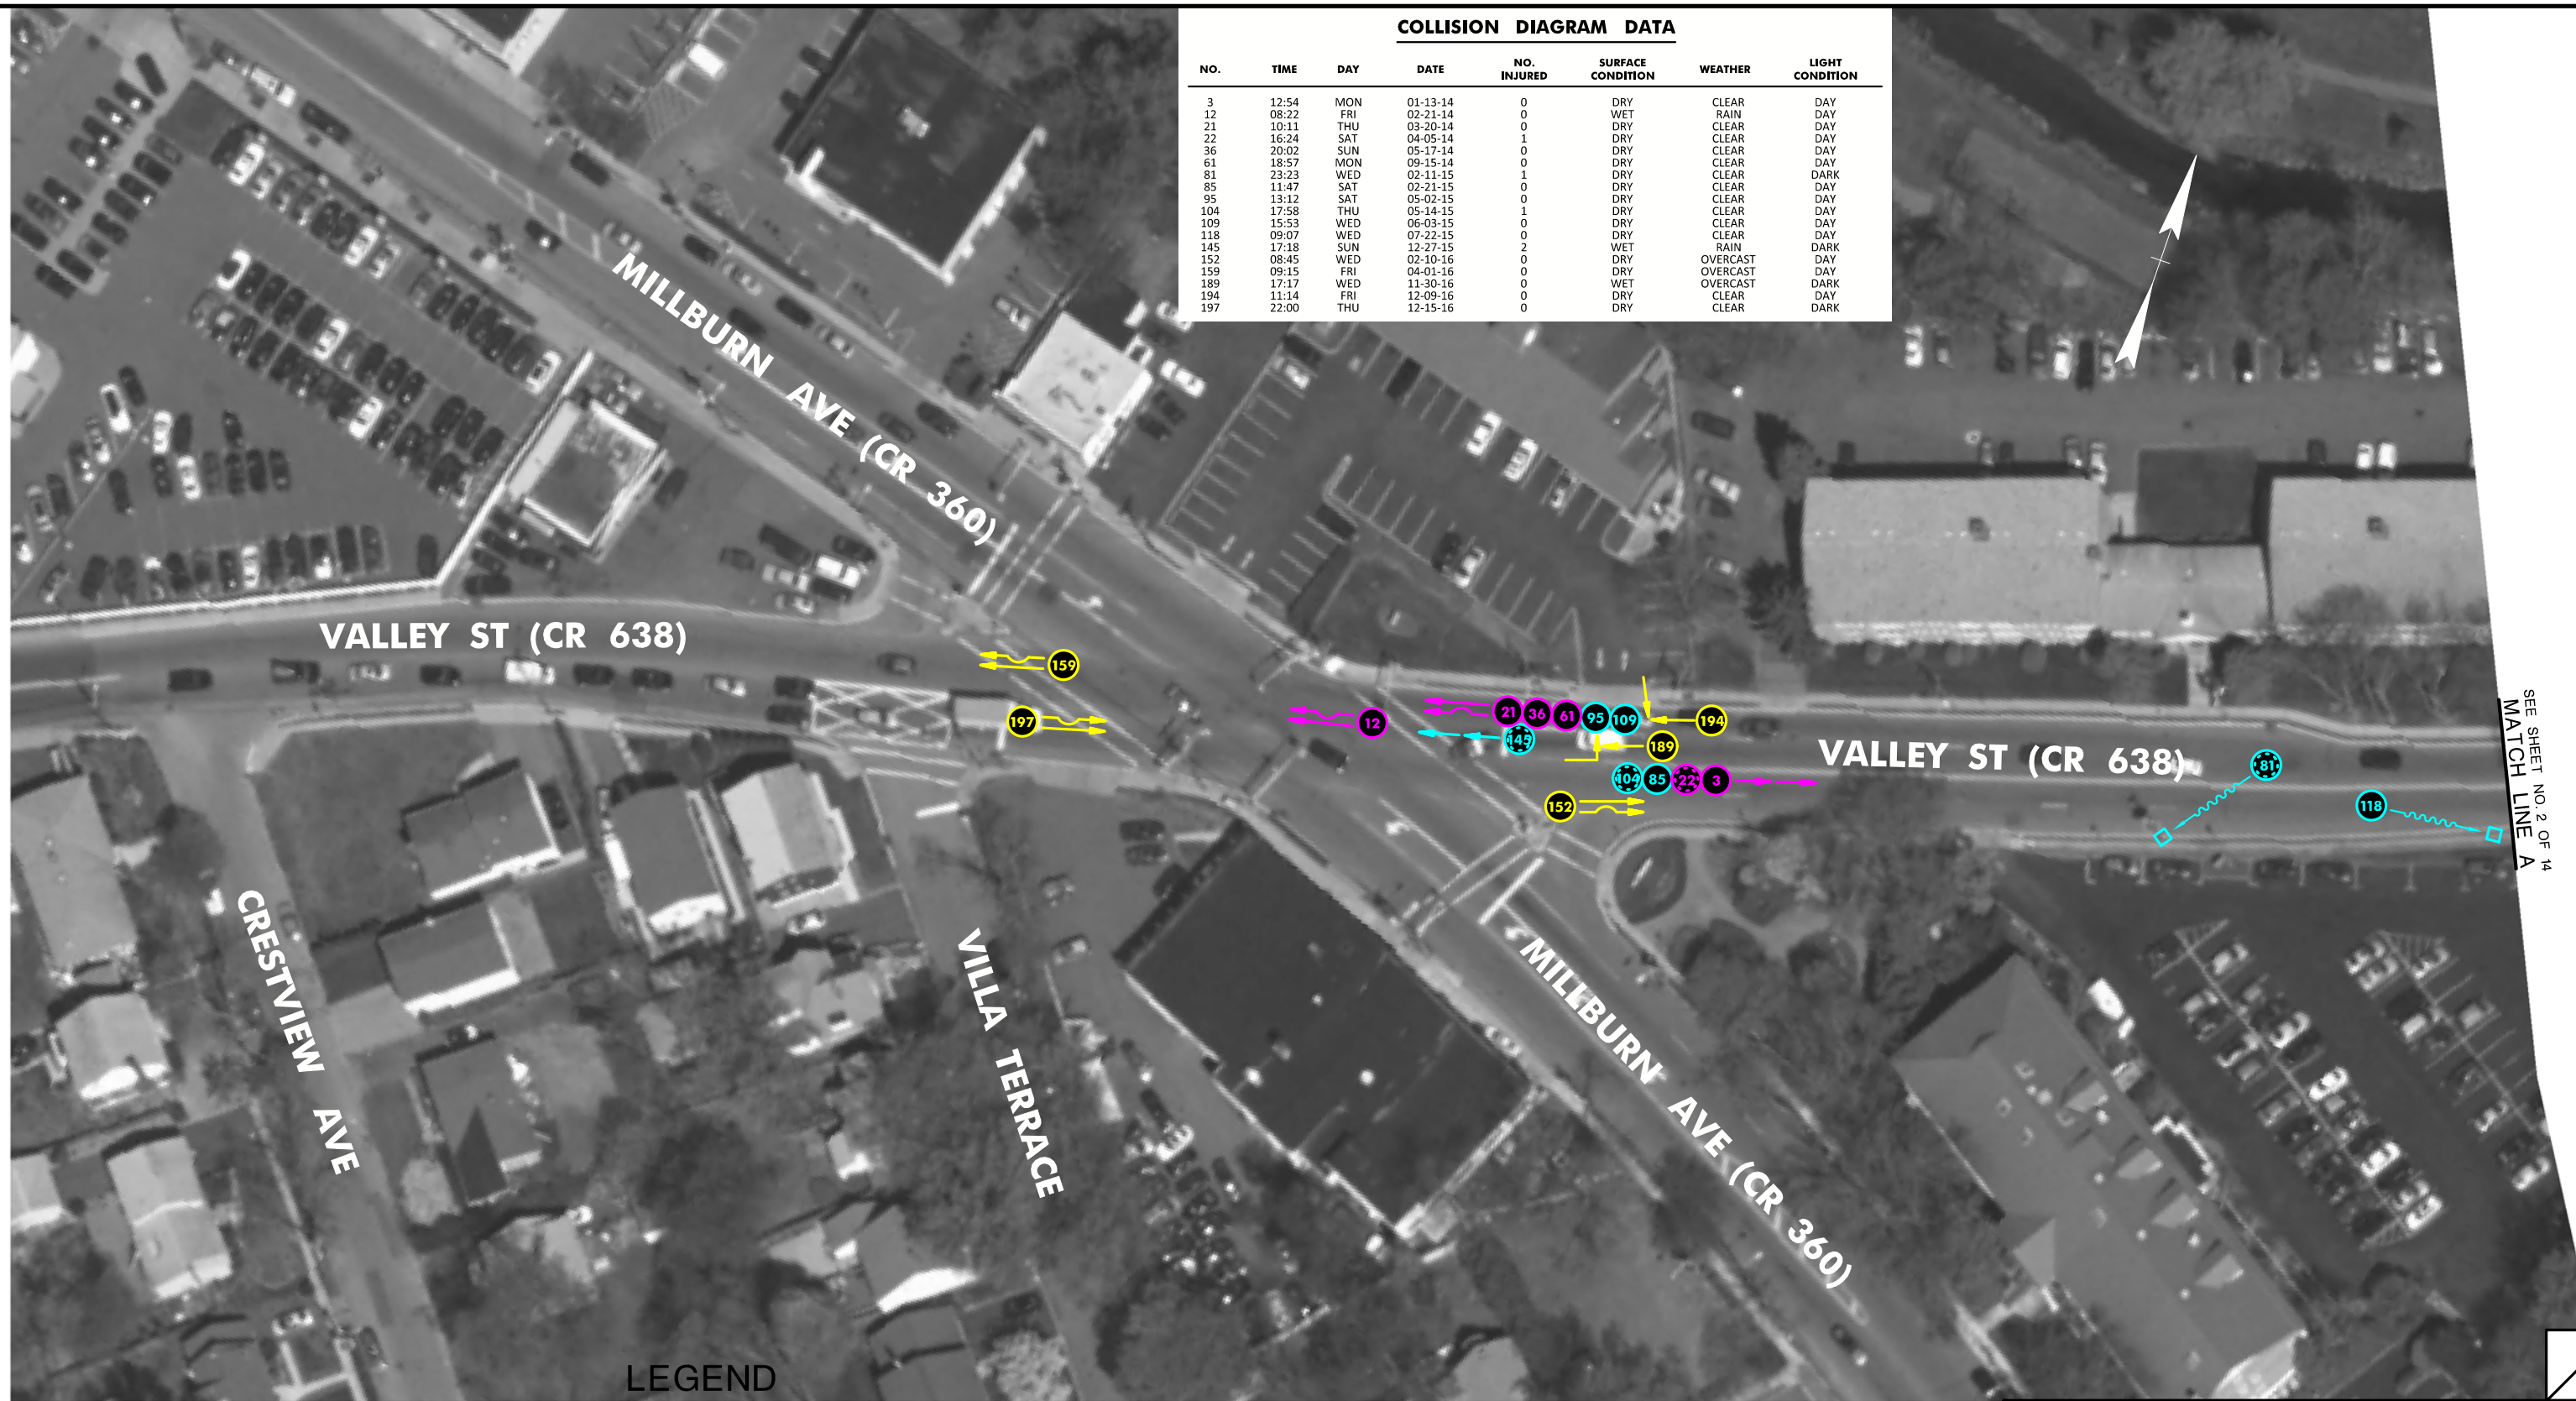 COLLISION DIAGRAM DATA
NO. TIME DAY DATE NO. INJURED SURFACE CONDITION WEATHER LIGHT CONDITION
3 12:54 MON 01-13-14 0 DRY CLEAR DAY
12 08:22 FRI 02-21-14 0 WET RAIN DAY
21 10:11 THU 03-20-14 0 DRY CLEAR DAY
22 16:24 SAT 04-05-14 1 DRY CLEAR DAY
36 20:02 SUN 05-17-14 0 DRY CLEAR DAY
61 18:57 MON 09-15-14 0 DRY CLEAR DAY
81 23:23 WED 02-11-15 1 DRY CLEAR DARK
85 11:47 SAT 02-21-15 0 DRY CLEAR DAY
95 13:12 SAT 05-02-15 0 DRY CLEAR DAY
104 17:58 THU 05-14-15 1 DRY CLEAR DAY
109 15:53 WED 06-03-15 0 DRY CLEAR DAY
118 09:07 WED 07-22-15 0 DRY CLEAR DAY
145 17:18 SUN 12-27-15 2 WET RAIN DARK
152 08:45 WED 02-10-16 0 DRY OVERCAST DAY
159 09:15 FRI 04-01-16 0 DRY OVERCAST DAY
189 17:17 WED 11-30-16 0 WET OVERCAST DARK
194 11:14 FRI 12-09-16 0 DRY CLEAR DAY
197 22:00 THU 12-15-16 0 DRY CLEAR DARK
MILLBURN AVE (CR 360)
VALLEY ST (CR 638)
159
197
12
21 36 61 95 109
194
145
189
104 85 22 3
152
VALLEY ST (CR 638)
81
118
SEE SHEET NO. 2 OF 14
MATCH LINE A
CRESTVIEW AVE
VILLA TERRACE
MILLBURN AVE (CR 360)
LEGEND